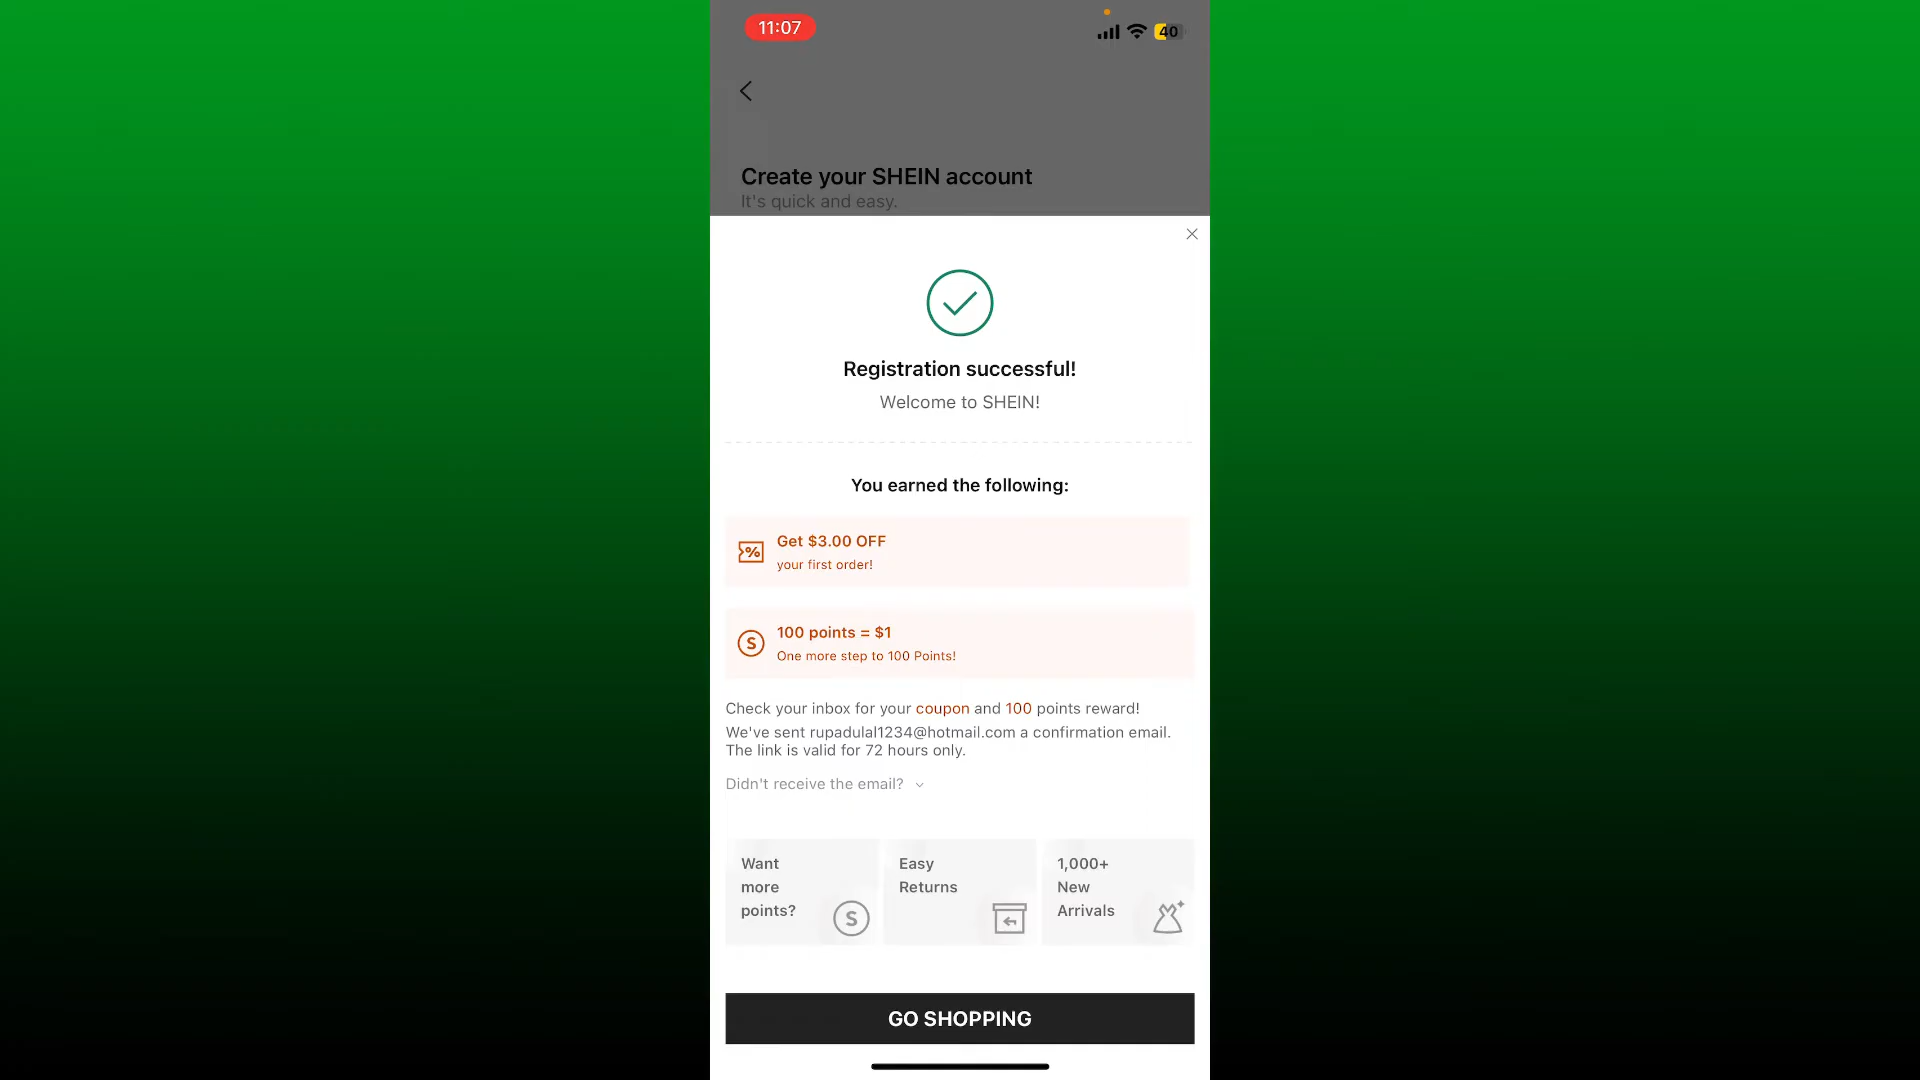 11:07
40
Create your SHEIN account
It's quick and easy.
Registration successful!
Welcome to SHEIN!
You earned the following:
Get $3.00 OFF
your first order!
100 points = $1
One more step to 100 Points!
Check your inbox for your coupon and 100 points reward!
We've sent rupadulal1234@hotmail.com a confirmation email.
The link is valid for 72 hours only.
Didn't receive the email?
Want
more
points?
Easy
Returns
1,000+
New
Arrivals
GO SHOPPING